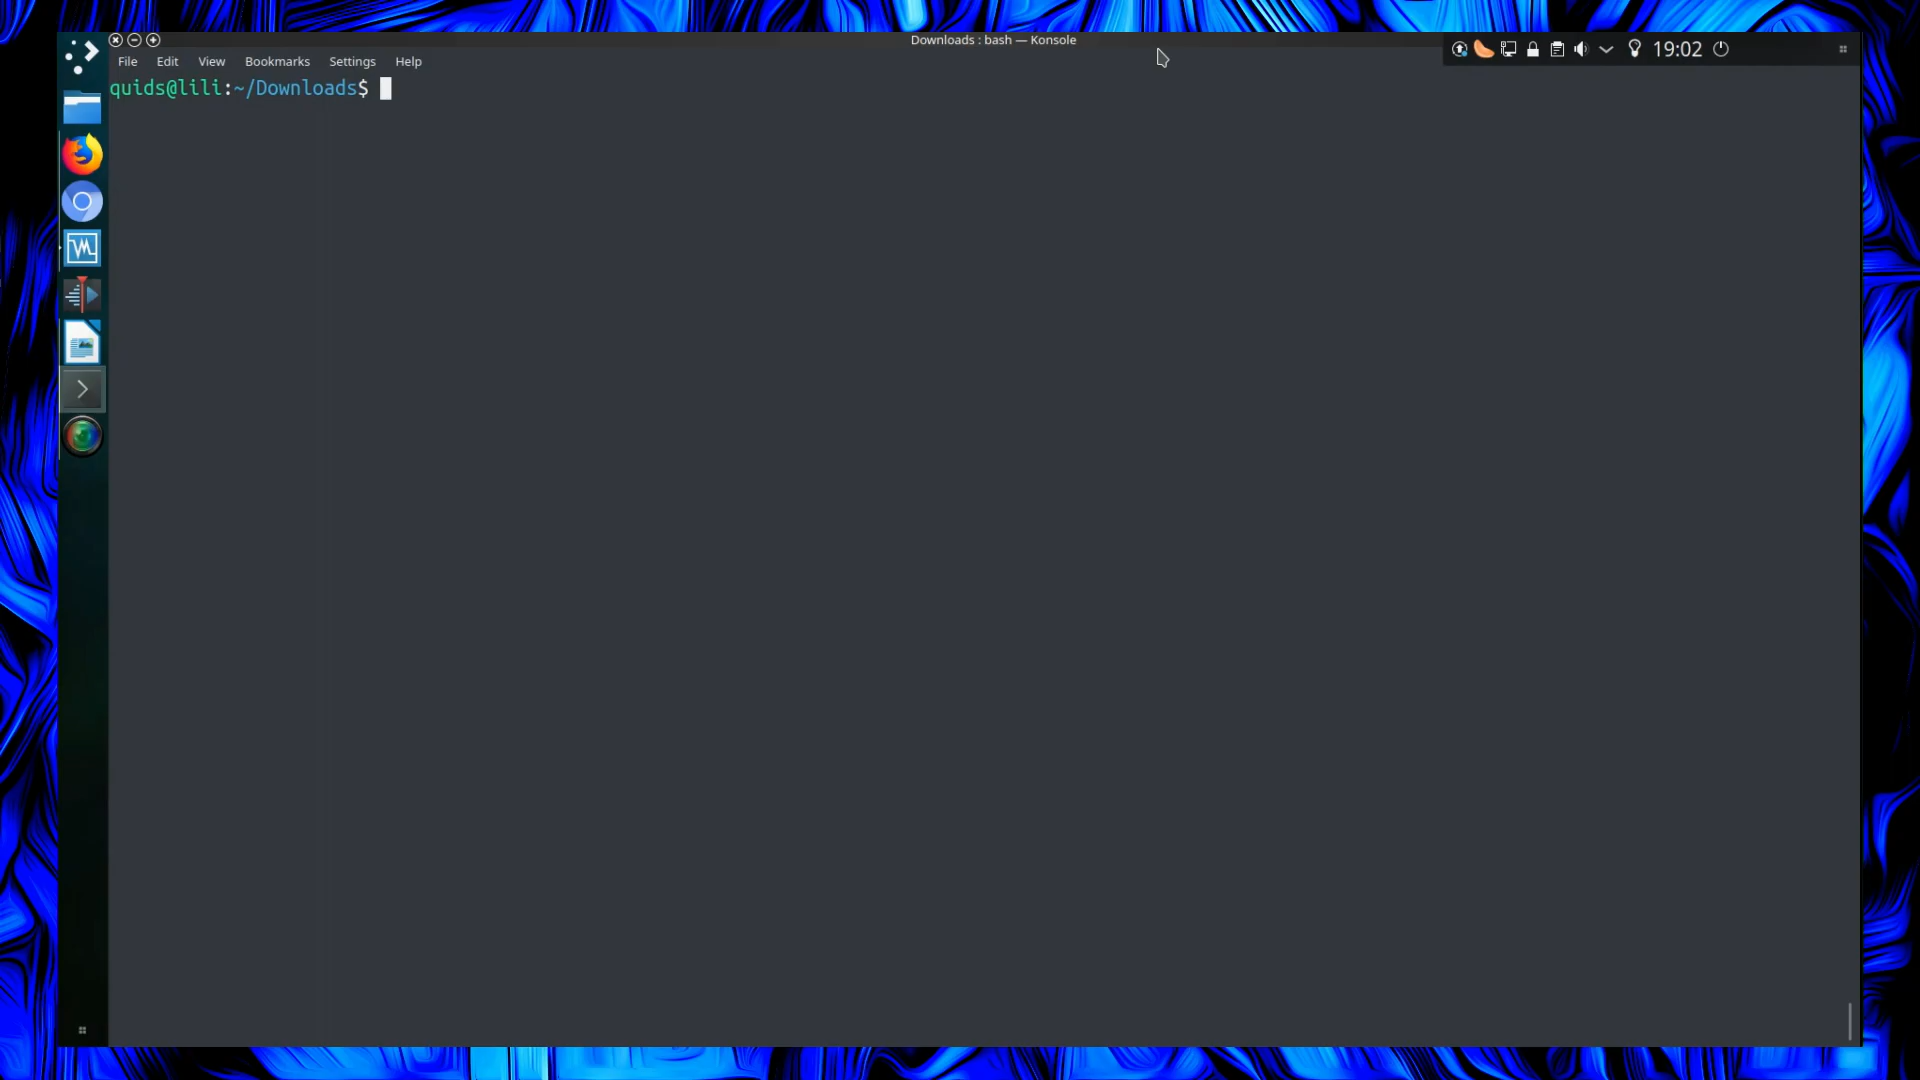 Downloads : bash — Konsole
19:02
File Edit View Bookmarks Settings Help
quids@lili:~/Downloads$